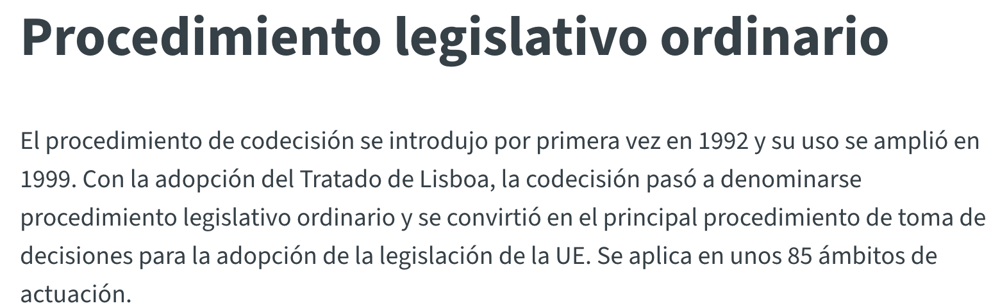 Procedimiento legislativo ordinario
El procedimiento de codecisión se introdujo por primera vez en 1992 y su uso se amplió en
1999. Con la adopción del Tratado de Lisboa, la codecisión pasó a denominarse
procedimiento legislativo ordinario y se convirtió en el principal procedimiento de toma de
decisiones para la adopción de la legislación de la UE. Se aplica en unos 85 ámbitos de
actuación.